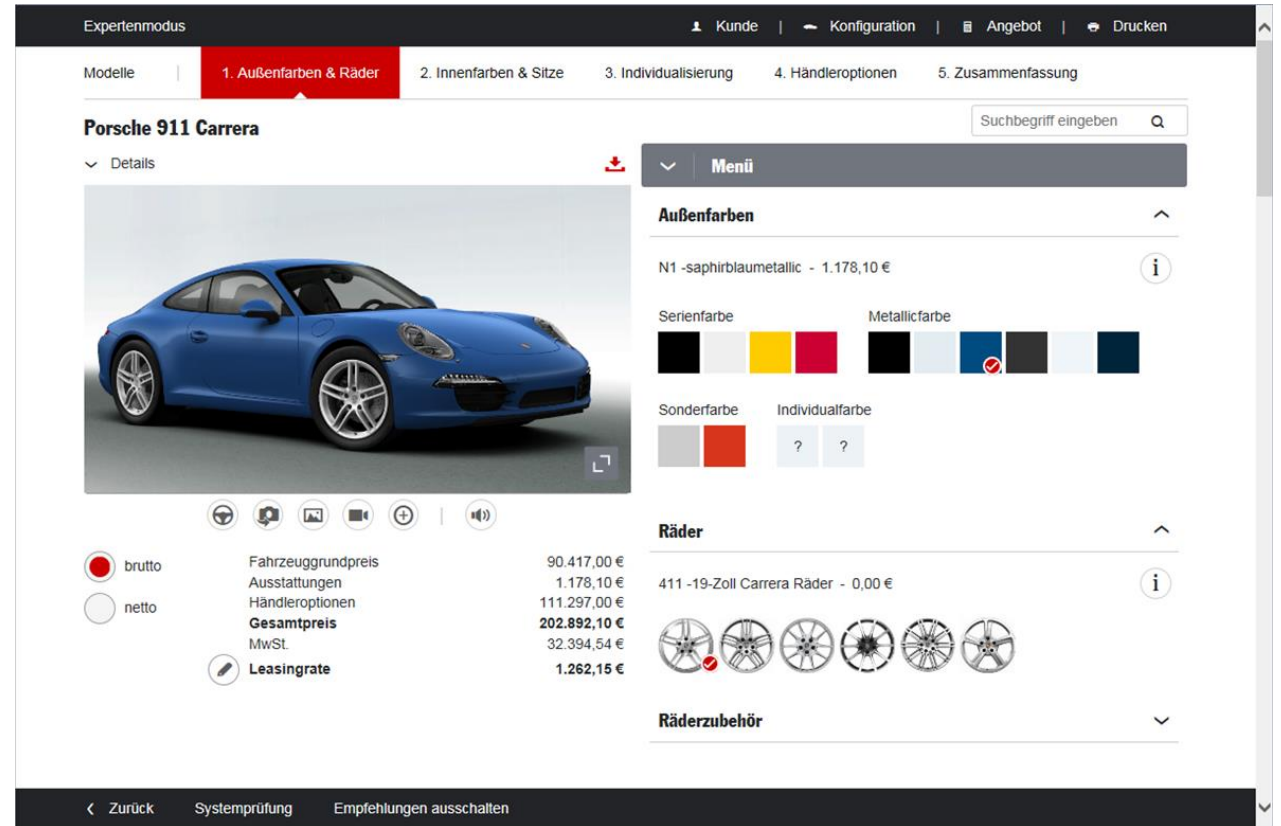 Expertenmodus
Kunde | Konfiguration | Angebot | Drucken
Modelle | 1. Außenfarben & Räder 2. Innenfarben & Sitze 3. Individualisierung 4. Händleroptionen 5. Zusammenfassung
Porsche 911 Carrera
Suchbegriff eingeben
Details
Menü
Außenfarben
N1 -saphirblaumetallic - 1.178,10 €
i
Serienfarbe
Metallicfarbe
Sonderfarbe
Individualfarbe
? ?
Räder
411 -19-Zoll Carrera Räder - 0,00 €
i
Räderzubehör
brutto
netto
Fahrzeuggrundpreis 90.417,00 €
Ausstattungen 1.178,10 €
Händleroptionen 111.297,00 €
Gesamtpreis 202.892,10 €
MwSt. 32.394,54 €
Leasingrate 1.262,15 €
Zurück Systemprüfung Empfehlungen ausschalten